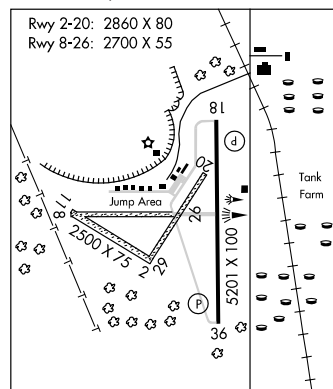 Rwy 2-20: 2860 X 80
Rwy 8-26: 2700 X 55
18
P
20
Tank
Farm
Jump Area
11
8
26
2500 X 75
2
29
5201 X 100
P
36